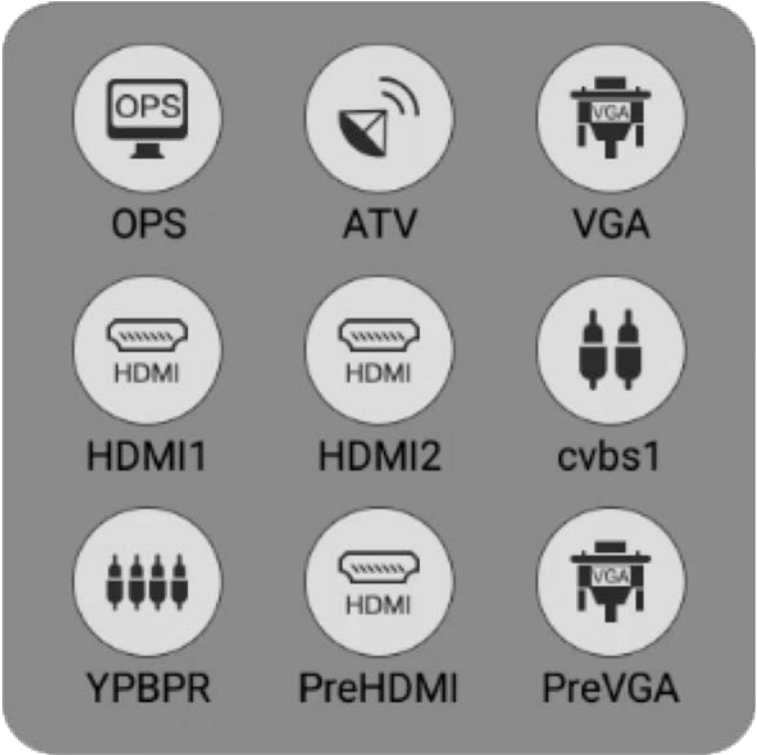 OPS
OPS ATV VGA
VGA
HDMI HDMI
HDMI1 HDMI2 cvbs1
HDMI VGA
YPBPR PreHDMI PreVGA